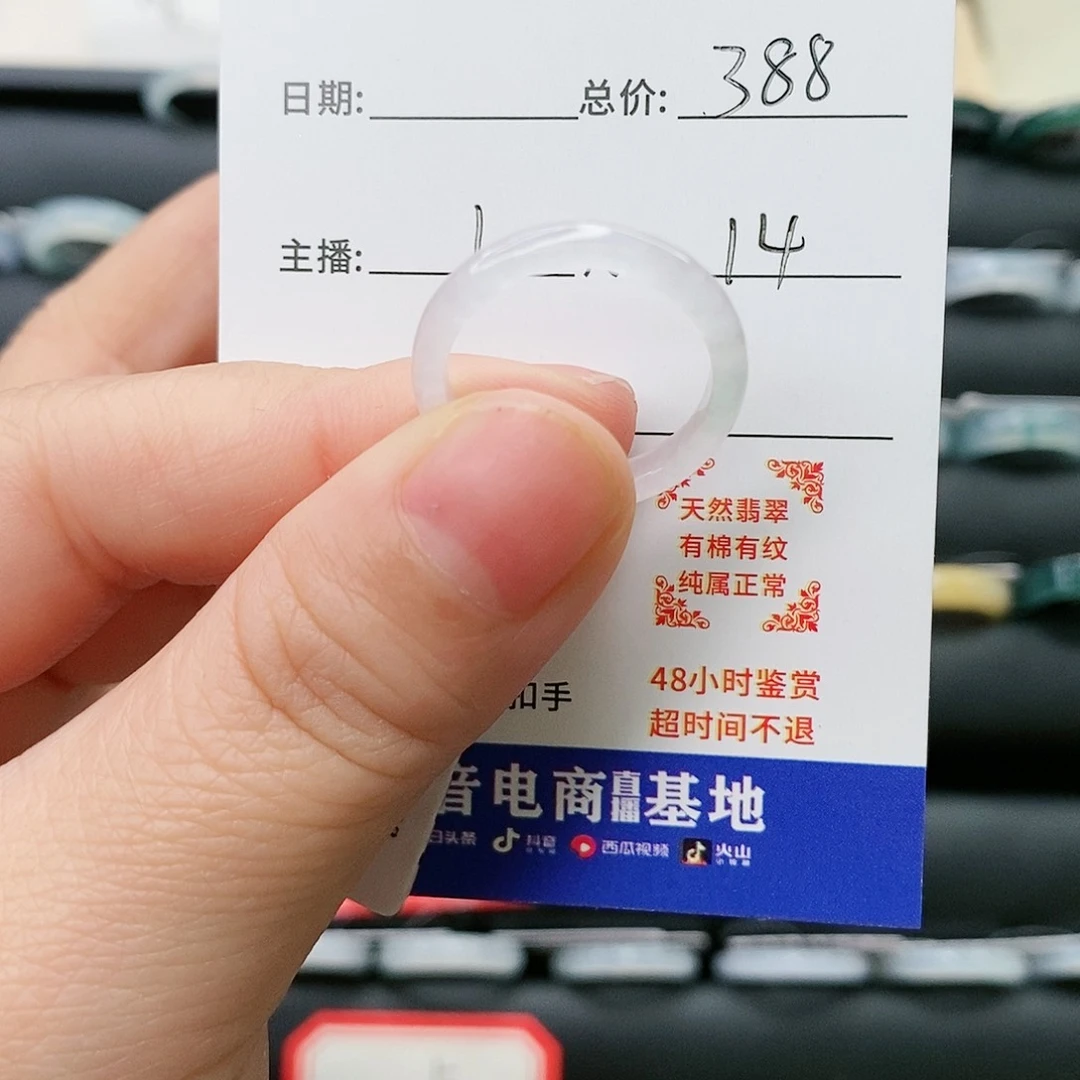 日期: 总价: 388
主播: 14
天然翡翠
有棉有纹
纯属正常
48小时鉴赏
超时间不退
扣手
音电商直播基地
日头条 抖音 西瓜视频 火山